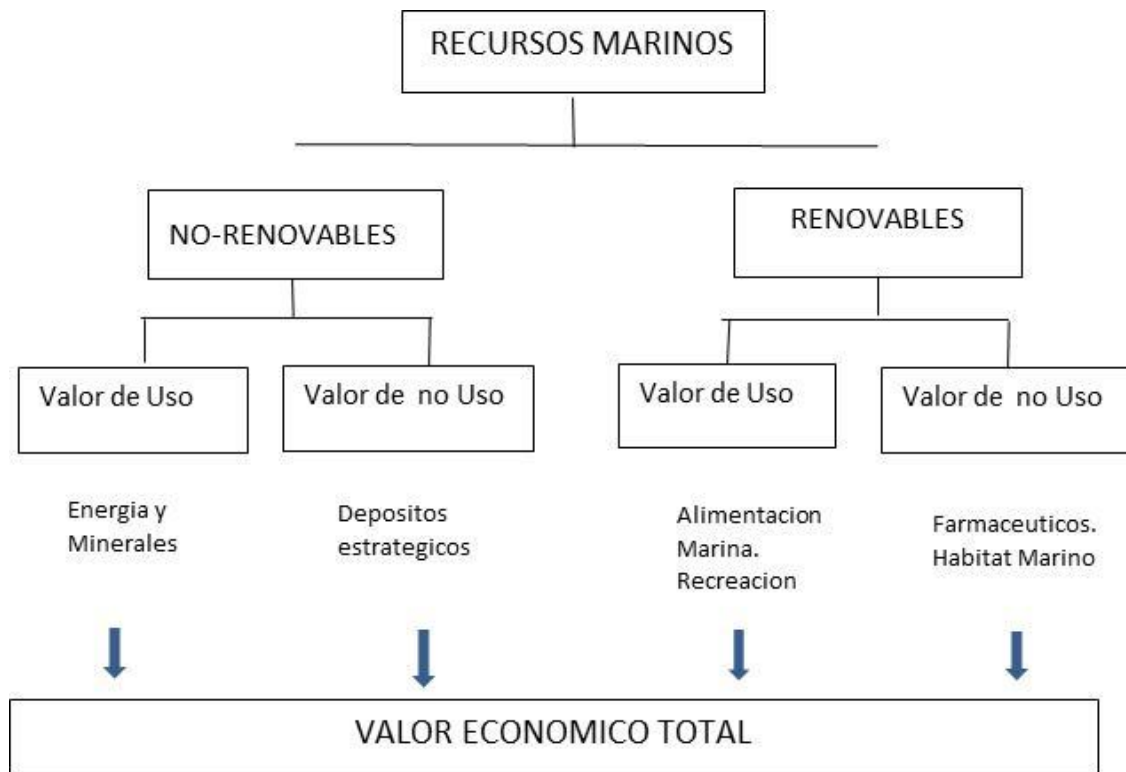 RECURSOS MARINOS
NO-RENOVABLES
RENOVABLES
Valor de Uso
Valor de no Uso
Valor de Uso
Valor de no Uso
Energia y
Minerales
Depositos
estrategicos
Alimentacion
Marina.
Recreacion
Farmaceuticos.
Habitat Marino
VALOR ECONOMICO TOTAL